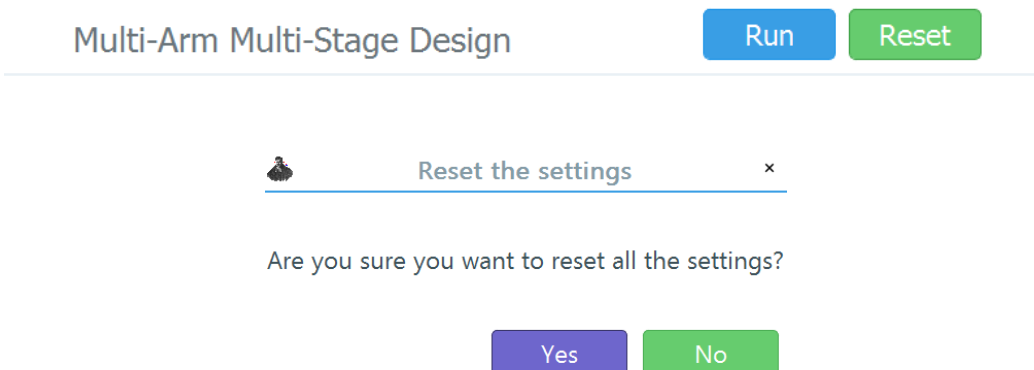 Multi-Arm Multi-Stage Design
Run
Reset
Reset the settings
×
Are you sure you want to reset all the settings?
Yes
No